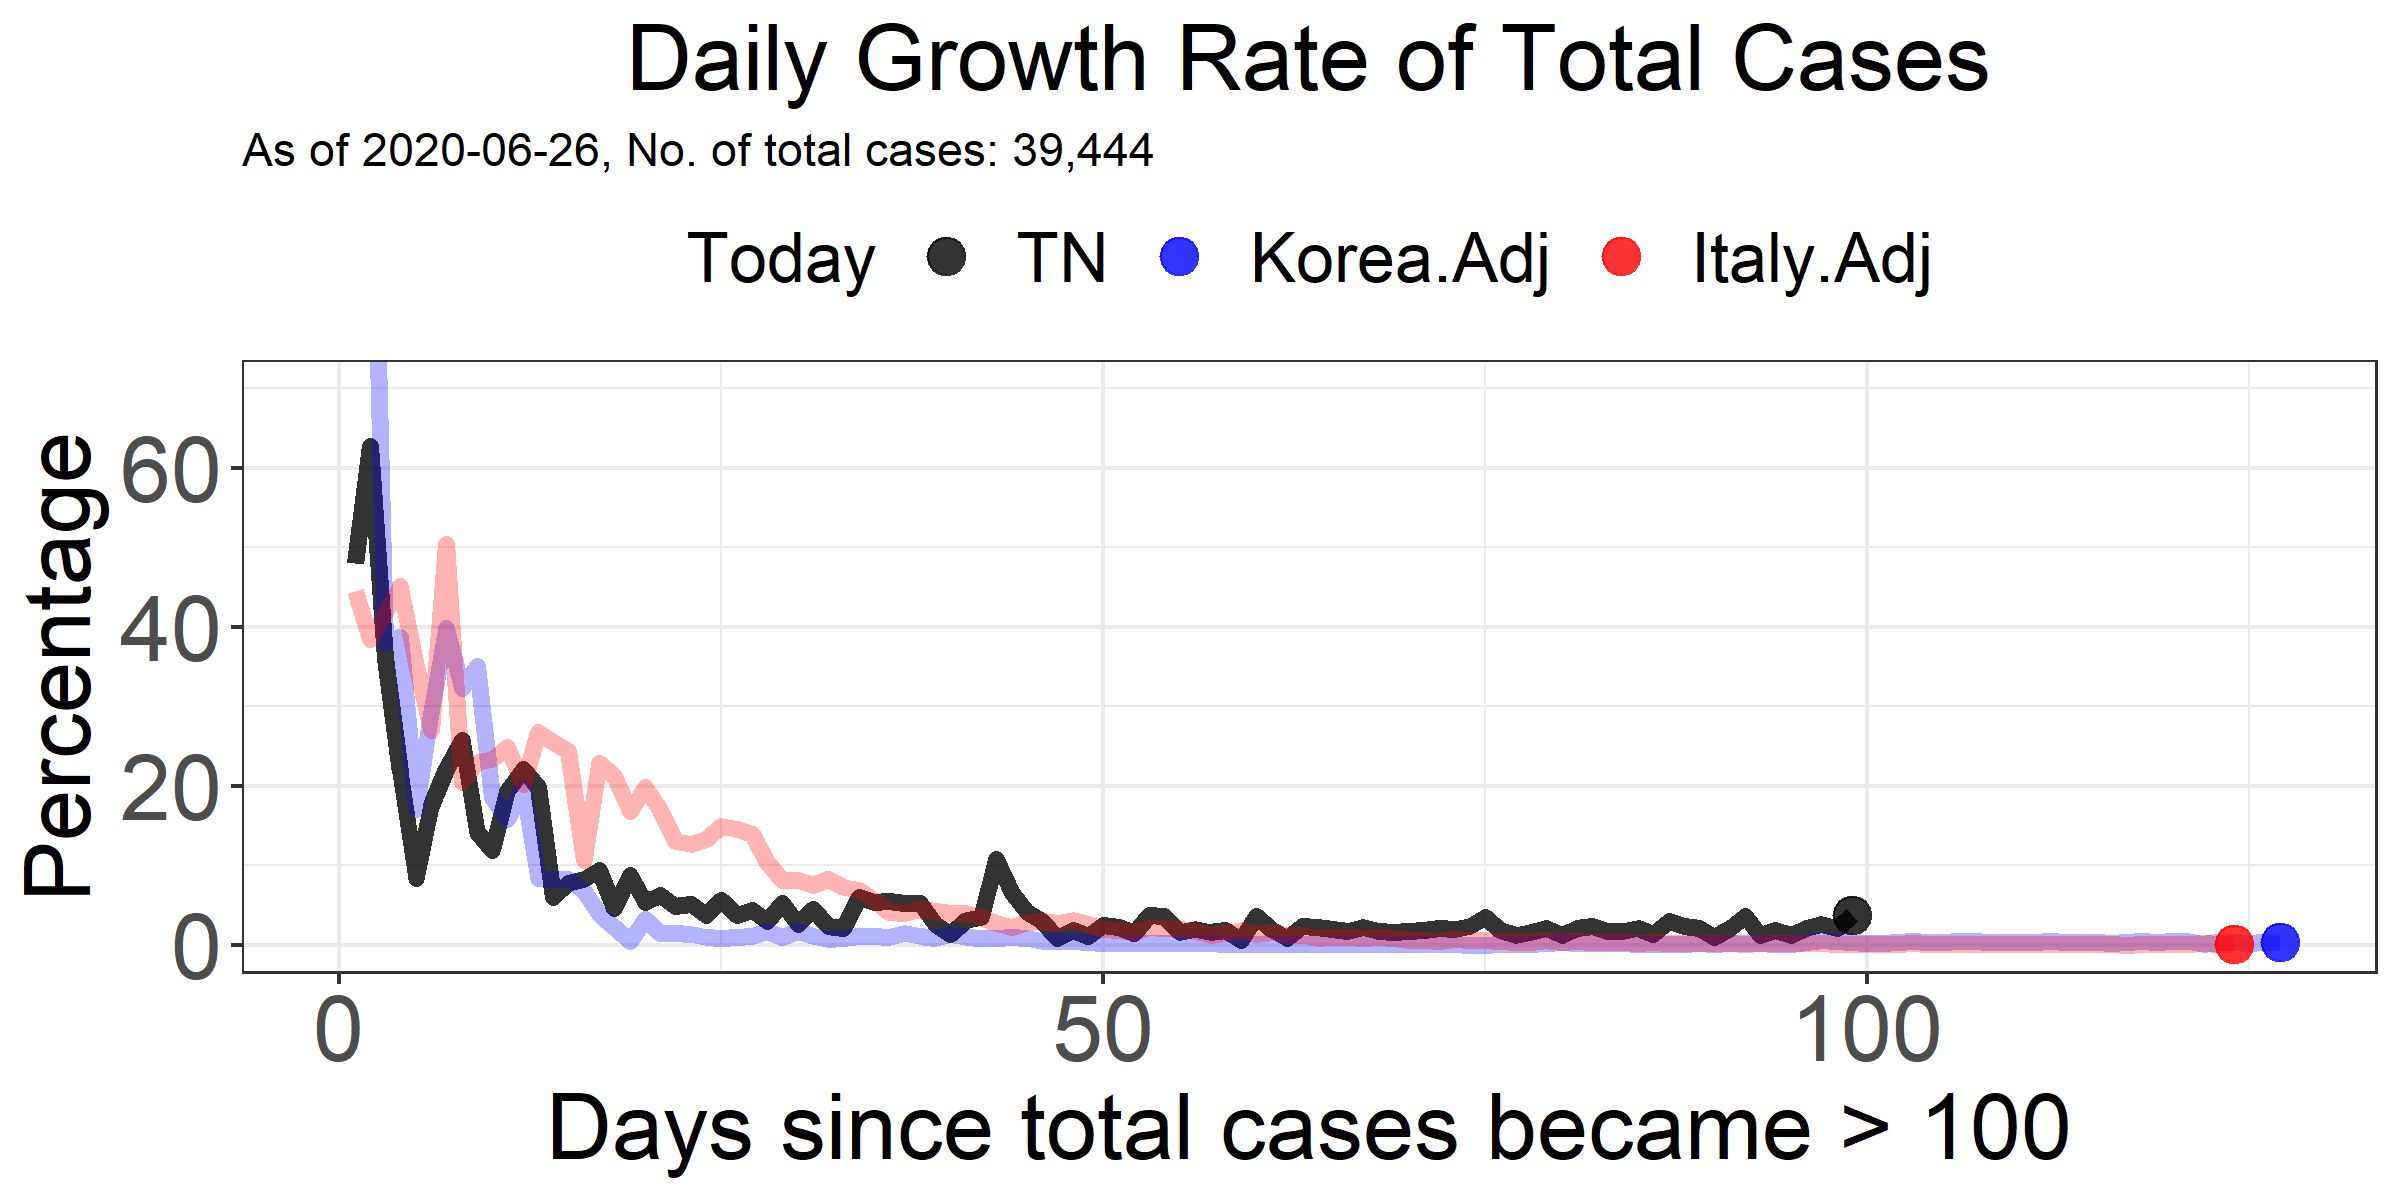 Daily Growth Rate of Total Cases
As of 2020-06-26, No. of total cases: 39,444
Today TN Korea.Adj Italy.Adj
Percentage
60
40
20
0
0 50 100
Days since total cases became > 100